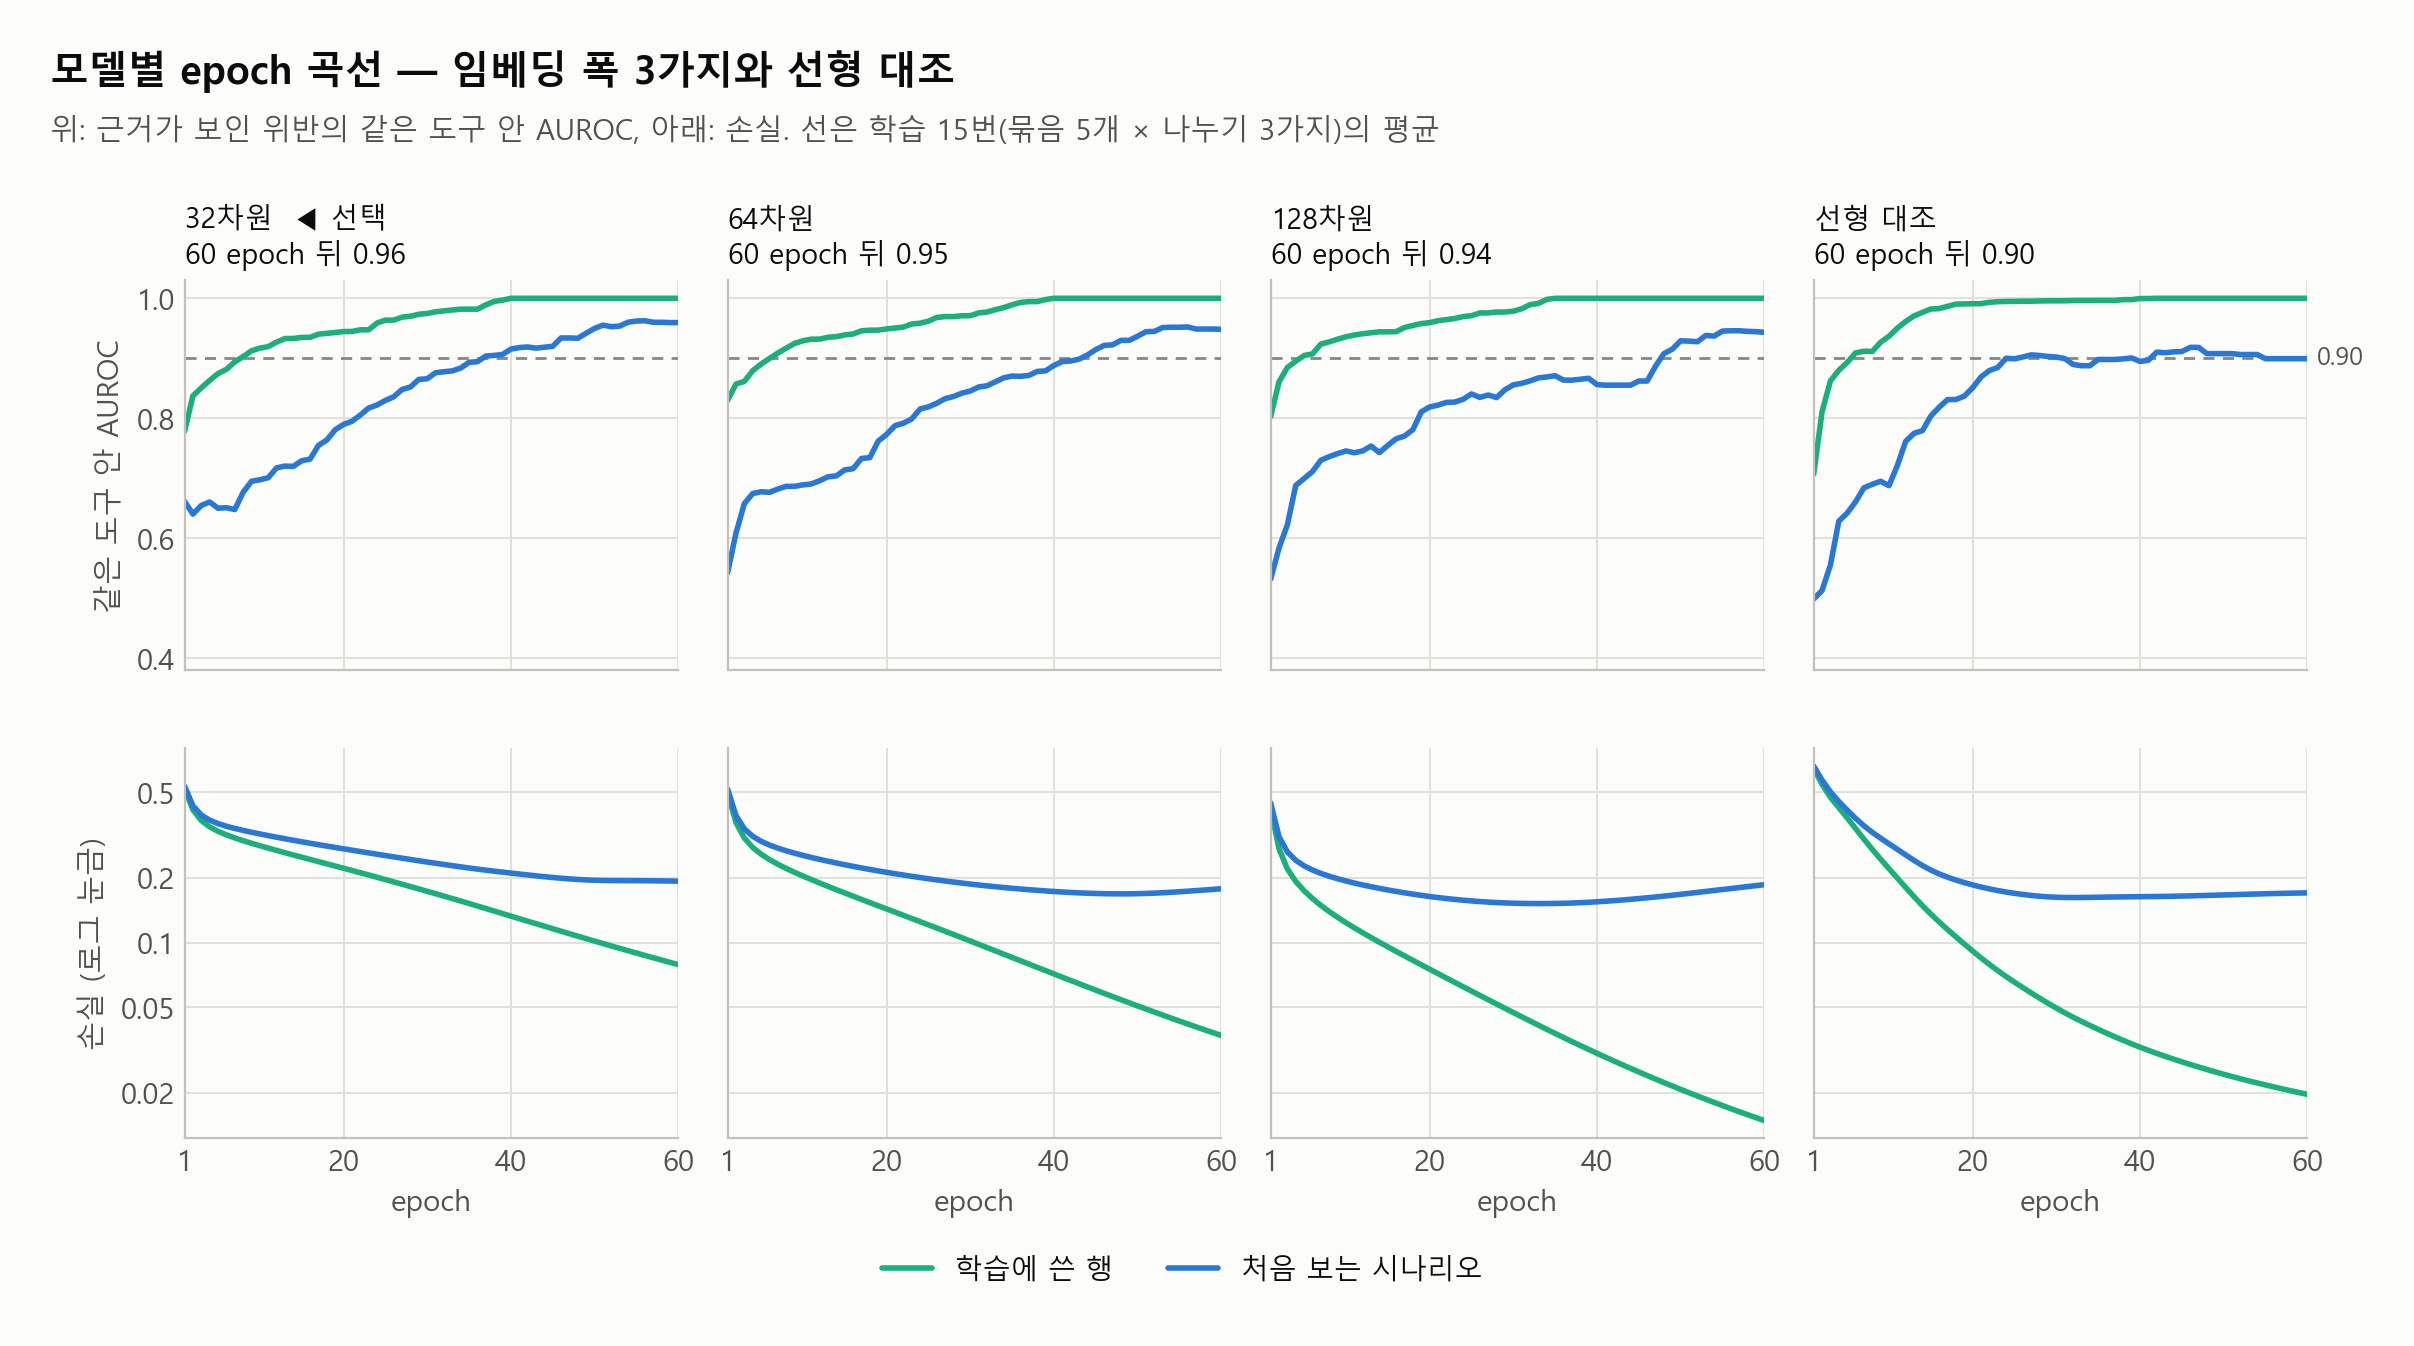 모델별 epoch 곡선 — 임베딩 폭 3가지와 선형 대조
위: 근거가 보인 위반의 같은 도구 안 AUROC, 아래: 손실. 선은 학습 15번(묶음 5개 × 나누기 3가지)의 평균
32차원 ◀ 선택
60 epoch 뒤 0.96
64차원
60 epoch 뒤 0.95
128차원
60 epoch 뒤 0.94
선형 대조
60 epoch 뒤 0.90
같은 도구 안 AUROC
1.0
0.8
0.6
0.4
0.90
손실 (로그 눈금)
0.5
0.2
0.1
0.05
0.02
1 20 40 60
1 20 40 60
1 20 40 60
1 20 40 60
epoch
epoch
epoch
epoch
학습에 쓴 행
처음 보는 시나리오